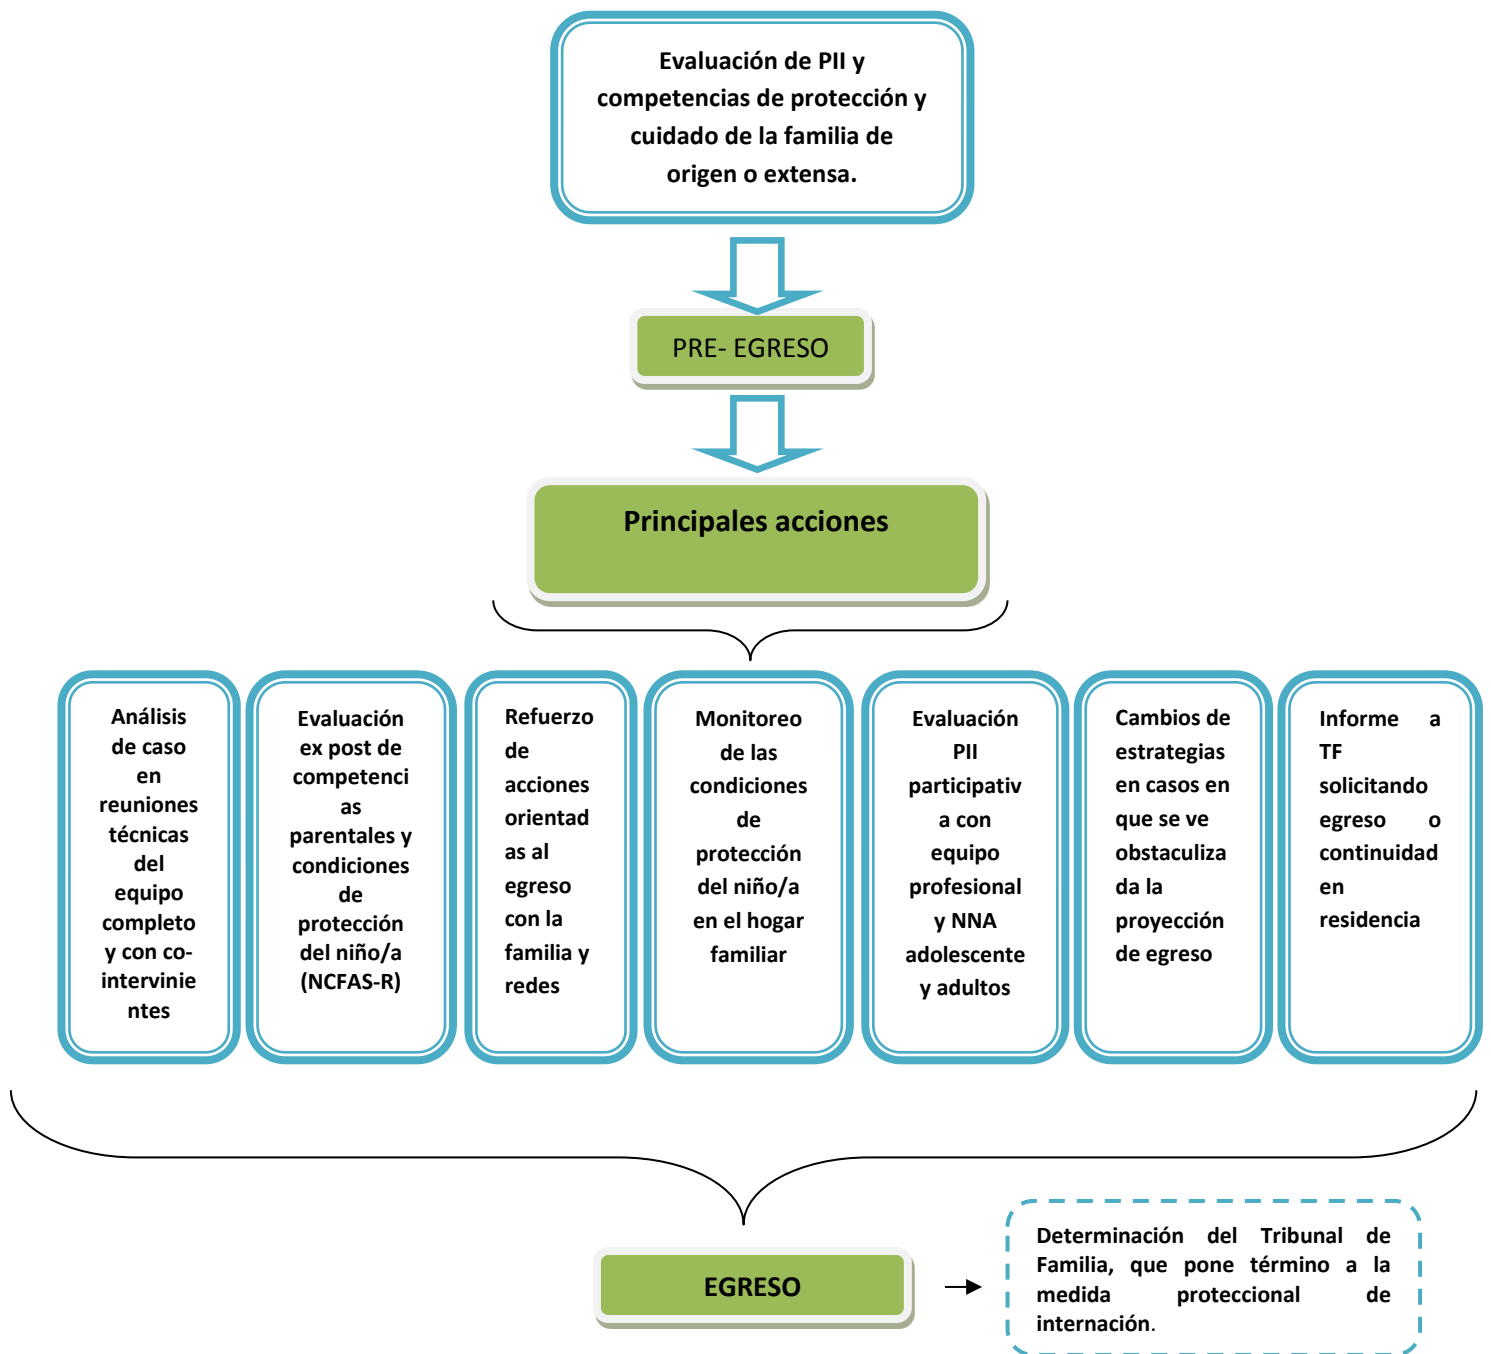 Evaluación de PII y
competencias de protección y
cuidado de la familia de
origen o extensa.
PRE- EGRESO
Principales acciones
Análisis
de caso
en
reuniones
técnicas
del
equipo
completo
y con co-
intervinie
ntes
Evaluación
ex post de
competenci
as
parentales y
condiciones
de
protección
del niño/a
(NCFAS-R)
Refuerzo
de
acciones
orientad
as al
egreso
con la
familia y
redes
Monitoreo
de las
condiciones
de
protección
del niño/a
en el hogar
familiar
Evaluación
PII
participativ
a con
equipo
profesional
y NNA
adolescente
y adultos
Cambios de
estrategias
en casos en
que se ve
obstaculiza
da la
proyección
de egreso
Informe a
TF
solicitando
egreso o
continuidad
en
residencia
EGRESO
Determinación del Tribunal de
Familia, que pone término a la
medida proteccional de
internación.